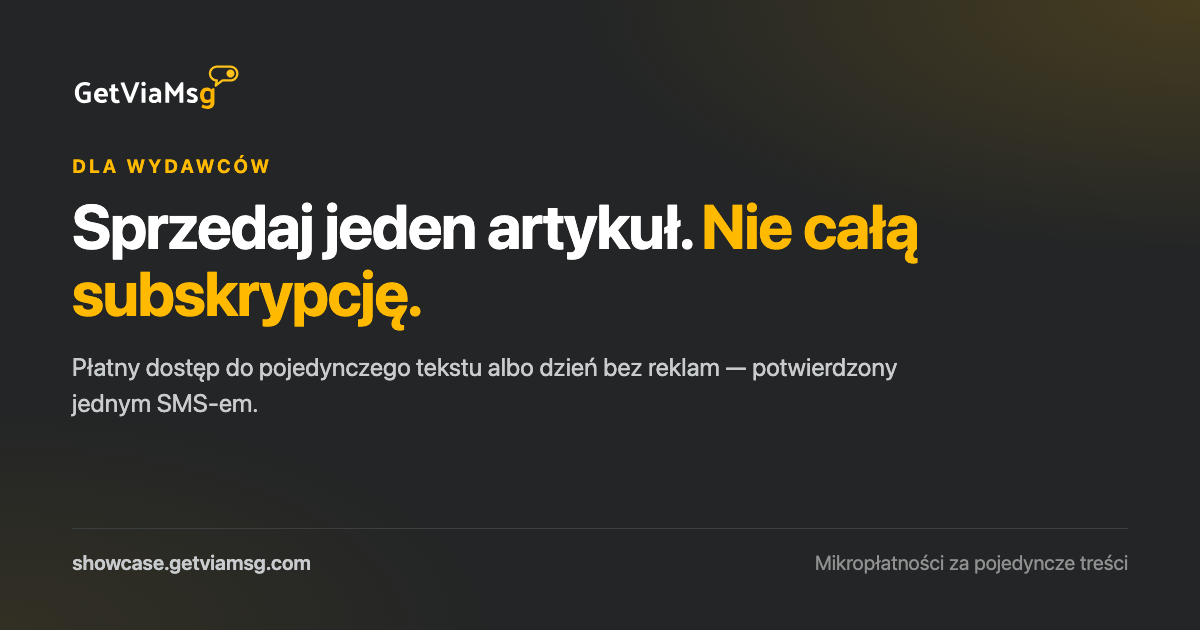 GetViaMsg
DLA WYDAWCÓW
Sprzedaj jeden artykuł. Nie całą
subskrypcję.
Płatny dostęp do pojedynczego tekstu albo dzień bez reklam — potwierdzony
jednym SMS-em.
showcase.getviamsg.com
Mikropłatności za pojedyncze treści